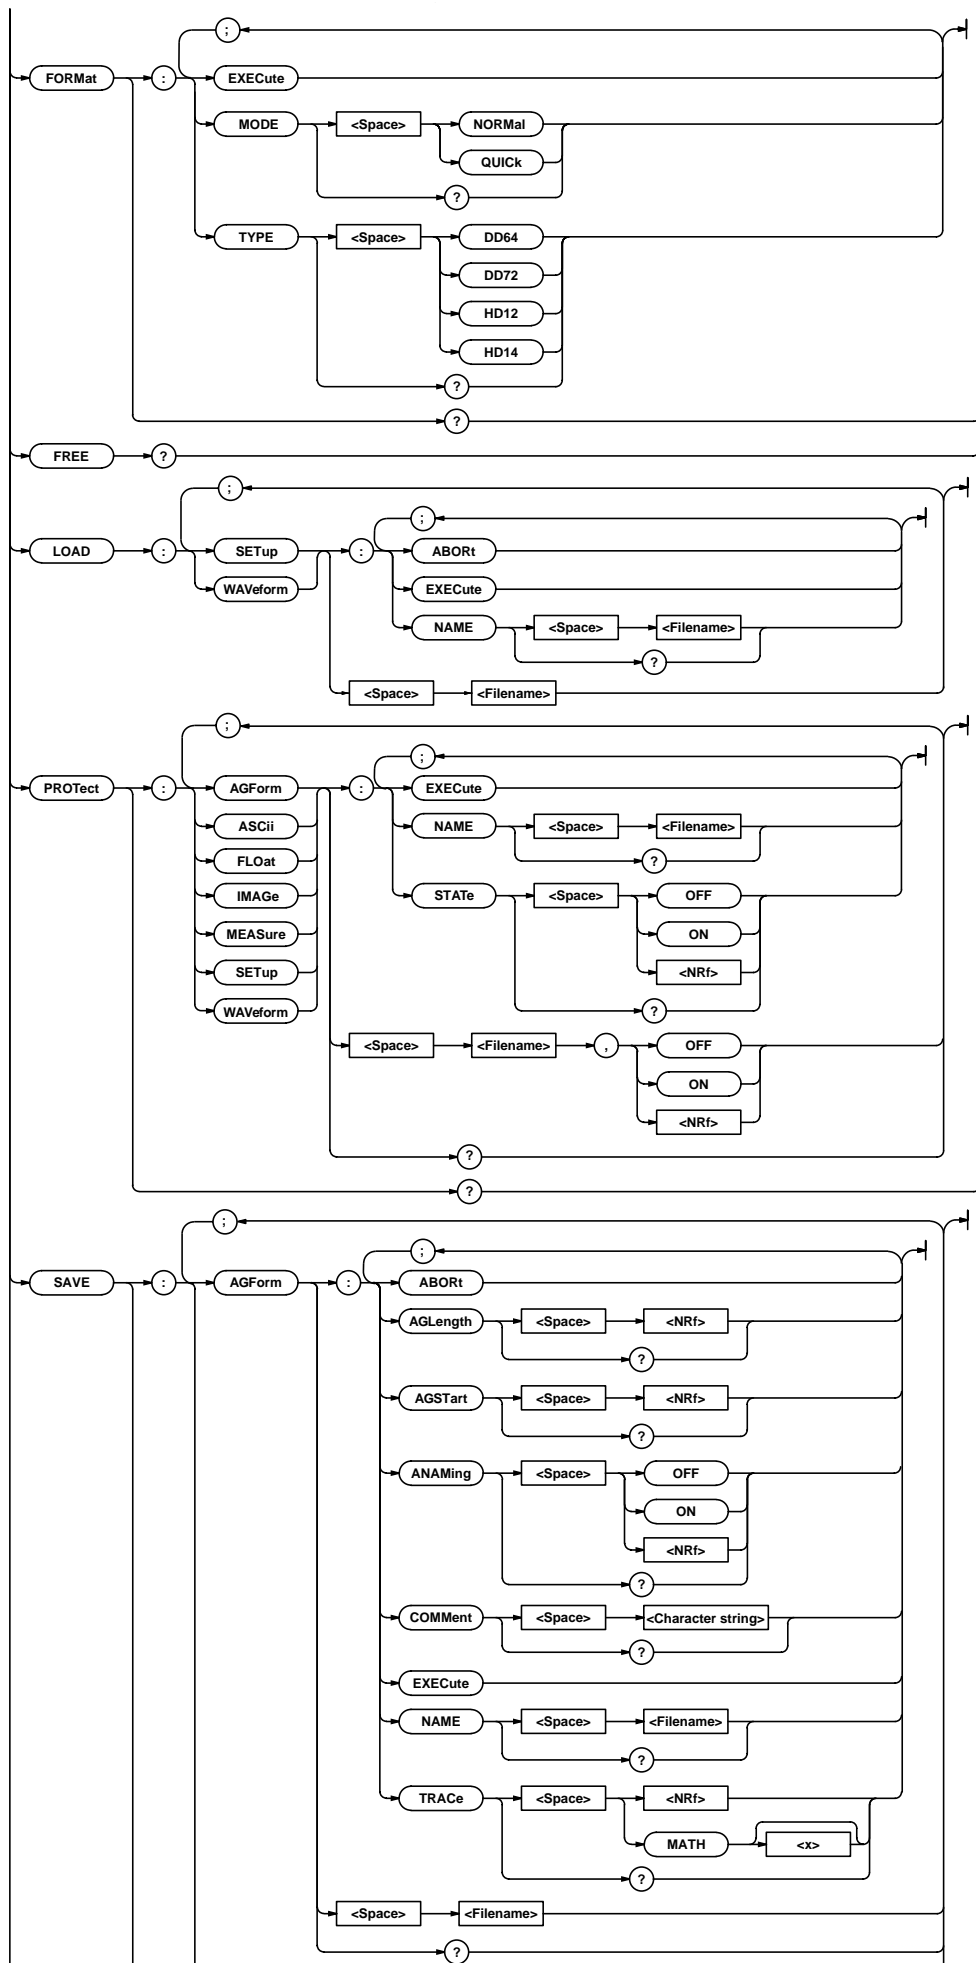 ;
FORMat : EXECute
MODE <Space> NORMal
QUICk
?
TYPE <Space> DD64
DD72
HD12
HD14
?
?
FREE ?
;
;
LOAD : SETup : ABORt
WAVeform EXECute
NAME <Space> <Filename>
?
<Space> <Filename>
;
;
PROTect : AGForm : EXECute
ASCii NAME <Space> <Filename>
FLOat ?
IMAGe STATe <Space> OFF
MEASure ON
SETup <NRf>
WAVeform ?
<Space> <Filename> , OFF
ON
<NRf>
?
?
;
;
SAVE : AGForm : ABORt
AGLength <Space> <NRf>
?
AGSTart <Space> <NRf>
?
ANAMing <Space> OFF
ON
<NRf>
?
COMMent <Space> <Character string>
?
EXECute
NAME <Space> <Filename>
?
TRACe <Space> <NRf>
MATH <x>
?
<Space> <Filename>
?